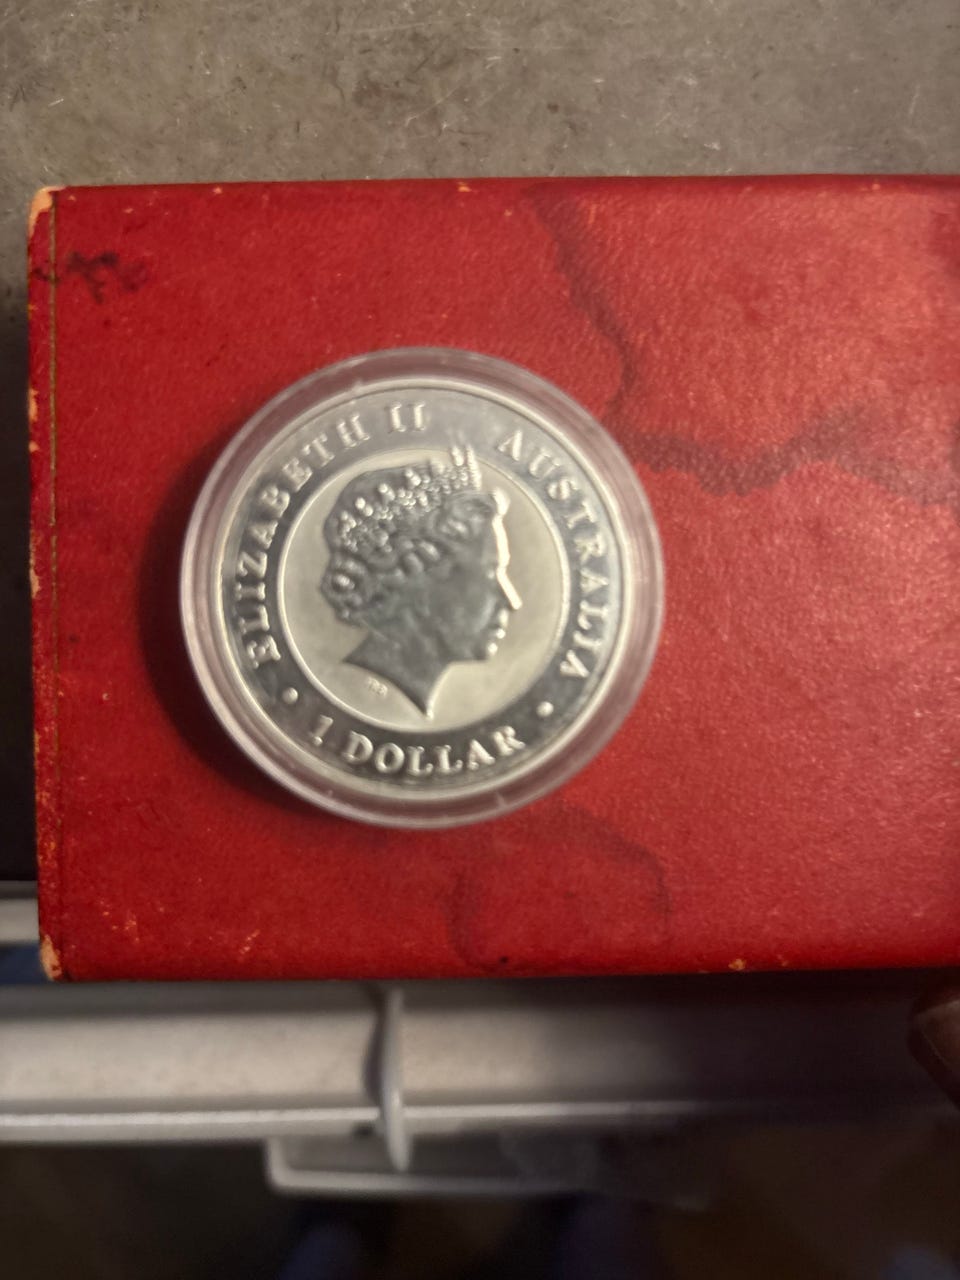 ELIZABETH II
AUSTRALIA
• 1 DOLLAR •